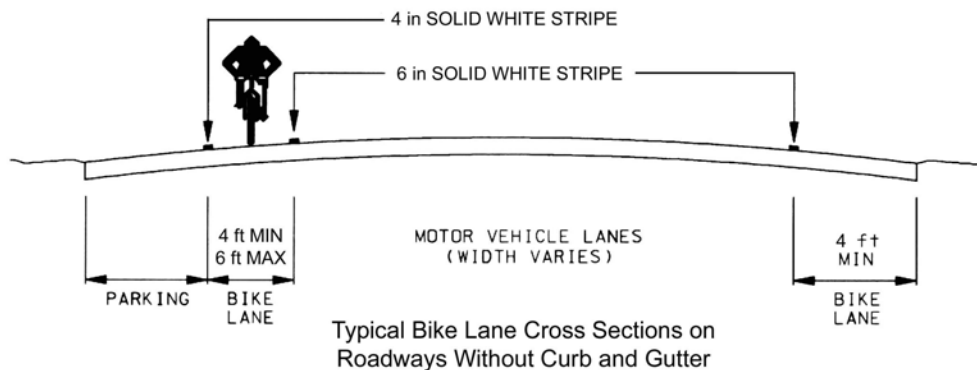 4 in SOLID WHITE STRIPE
6 in SOLID WHITE STRIPE
4 ft MIN
6 ft MAX
MOTOR VEHICLE LANES
(WIDTH VARIES)
4 ft
MIN
PARKING
BIKE
LANE
BIKE
LANE
Typical Bike Lane Cross Sections on
Roadways Without Curb and Gutter